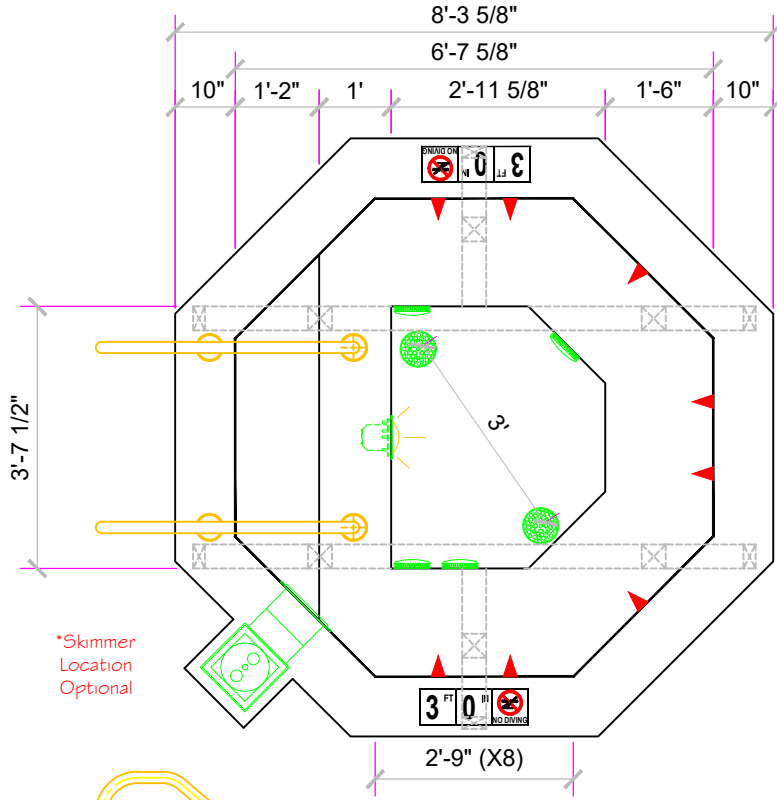 8'-3 5/8"
6'-7 5/8"
10" 1'-2" 1' 2'-11 5/8" 1'-6" 10"
NO DIVING 0 IN 3 FT
3'-7 1/2"
3'
*Skimmer
Location
Optional
3 FT 0 IN NO DIVING
2'-9" (X8)